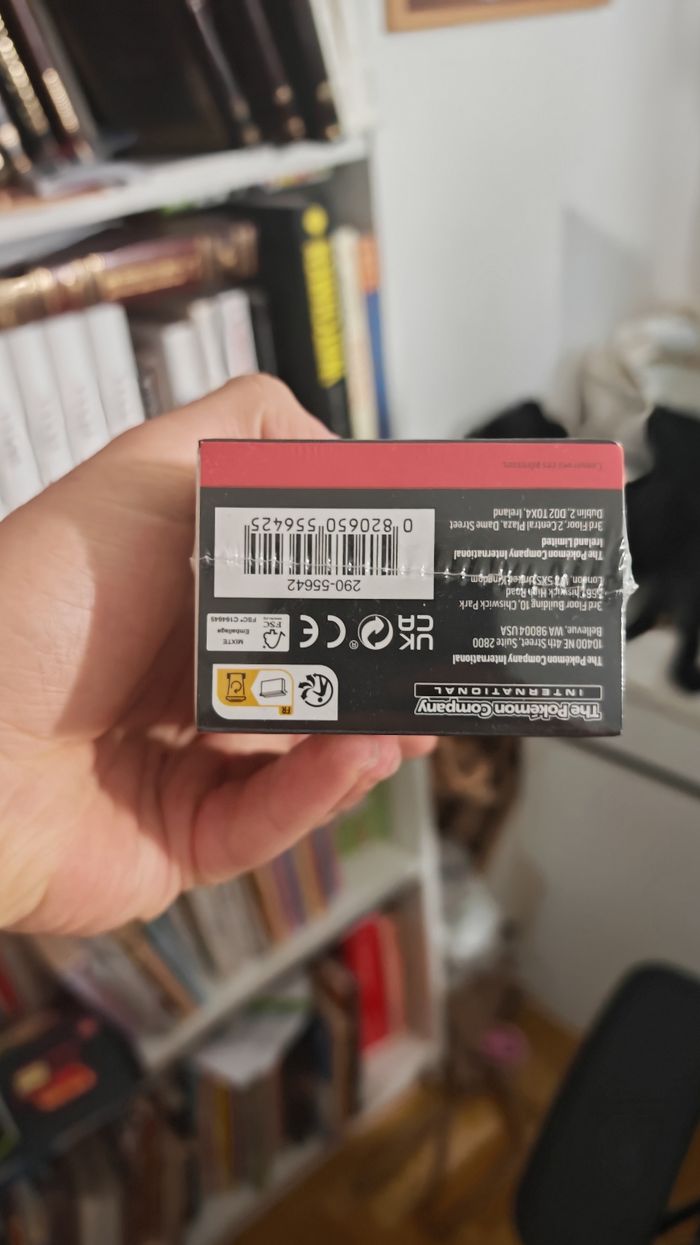 The Pokémon Company
INTERNATIONAL
The Pokémon Company International
10400 NE 4th Street, Suite 2800
Bellevue, WA 98004 USA
3rd Floor Building 10, Chiswick Park
566 Chiswick High Road
London, W4 5XS United Kingdom
The Pokémon Company International
Ireland Limited
3rd Floor, 2 Central Plaza, Dame Street
Dublin 2, D02 T0X4, Ireland
Conserver ces adresses.
FR
UK
CA
®
CE
FSC
MIXTE
Emballage
FSC® C164645
290-55642
0 820650 556425